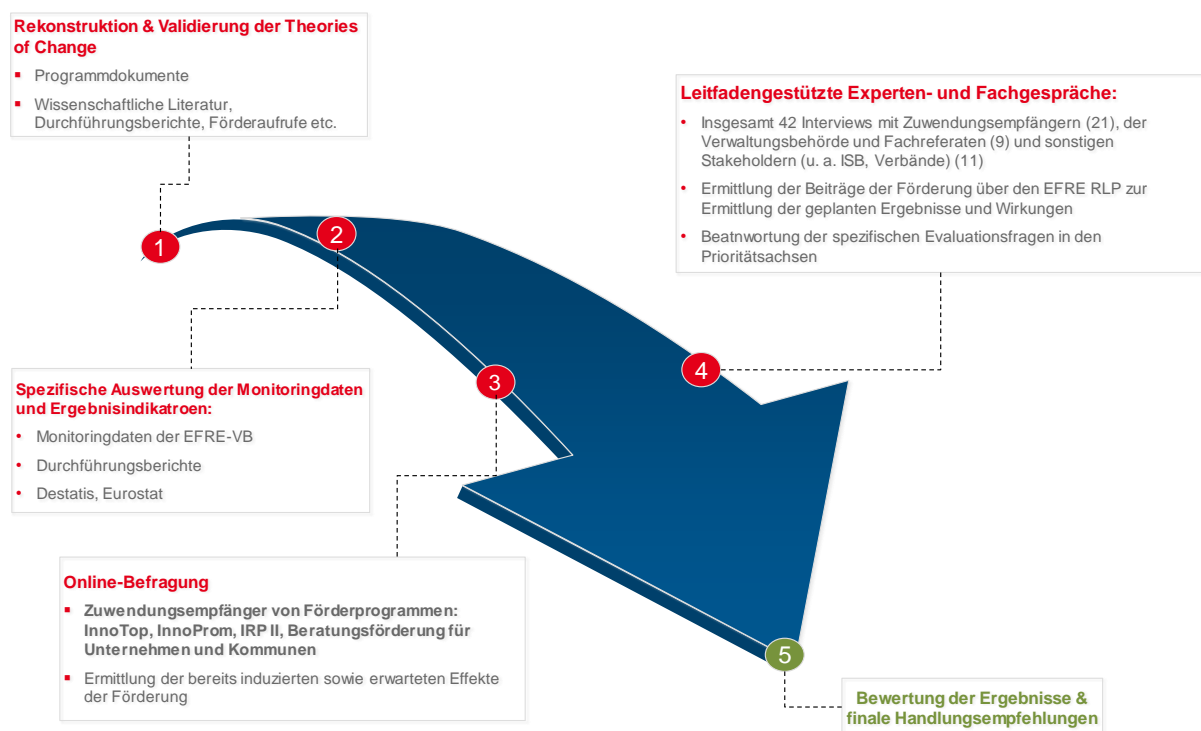 Rekonstruktion & Validierung der Theories
of Change
▪ Programmdokumente
▪ Wissenschaftliche Literatur,
Durchführungsberichte, Förderaufrufe etc.
1
2
Spezifische Auswertung der Monitoringdaten
und Ergebnisindikatroen:
• Monitoringdaten der EFRE-VB
• Durchführungsberichte
• Destatis, Eurostat
3
Online-Befragung
▪ Zuwendungsempfänger von Förderprogrammen:
InnoTop, InnoProm, IRP II, Beratungsförderung für
Unternehmen und Kommunen
▪ Ermittlung der bereits induzierten sowie erwarteten Effekte
der Förderung
Leitfadengestützte Experten- und Fachgespräche:
• Insgesamt 42 Interviews mit Zuwendungsempfängern (21), der
Verwaltungsbehörde und Fachreferaten (9) und sonstigen
Stakeholdern (u. a. ISB, Verbände) (11)
• Ermittlung der Beiträge der Förderung über den EFRE RLP zur
Ermittlung der geplanten Ergebnisse und Wirkungen
• Beatnwortung der spezifischen Evaluationsfragen in den
Prioritätsachsen
4
5
Bewertung der Ergebnisse &
finale Handlungsempfehlungen